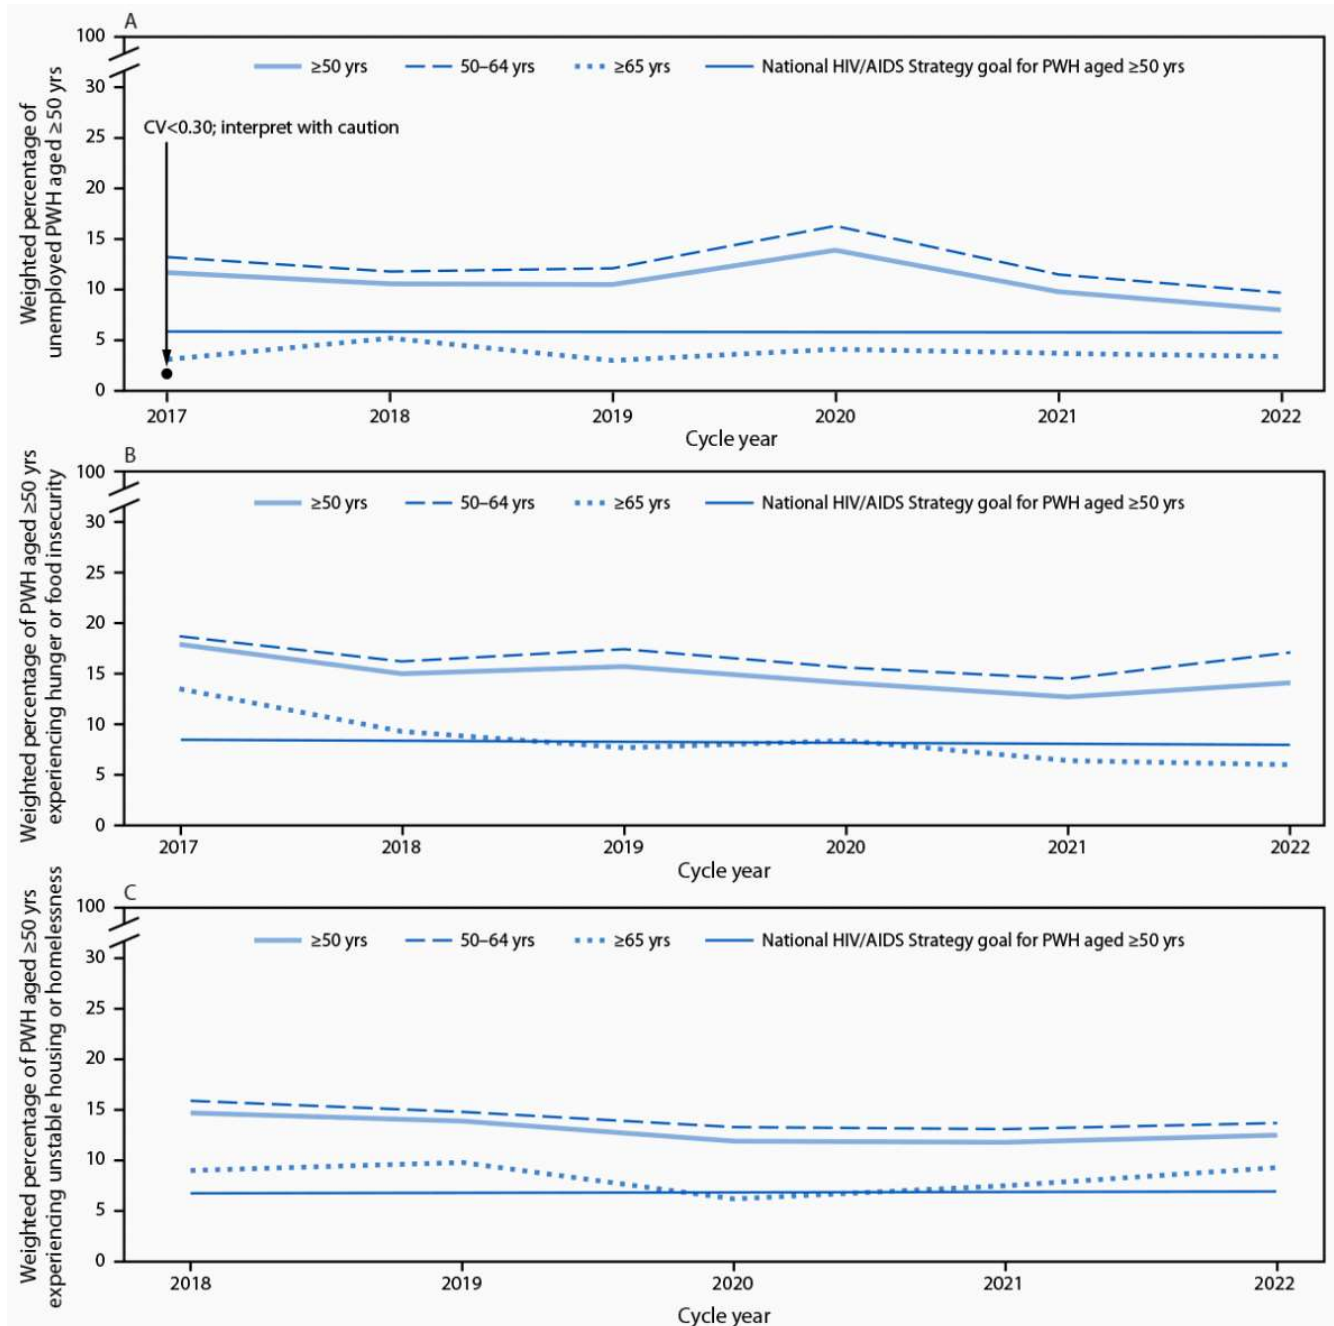 A
Weighted percentage of
unemployed PWH aged ≥ 50 yrs
100
30
25
20
15
10
5
0
≥50 yrs 50–64 yrs ≥65 yrs National HIV/AIDS Strategy goal for PWH aged ≥50 yrs
CV<0.30; interpret with caution
2017 2018 2019 2020 2021 2022
Cycle year
B
Weighted percentage of PWH aged ≥50 yrs
experiencing hunger or food insecurity
100
30
25
20
15
10
5
0
≥50 yrs 50–64 yrs ≥65 yrs National HIV/AIDS Strategy goal for PWH aged ≥50 yrs
2017 2018 2019 2020 2021 2022
Cycle year
C
Weighted percentage of PWH aged ≥50 yrs
experiencing unstable housing or homelessness
100
30
25
20
15
10
5
0
≥50 yrs 50–64 yrs ≥65 yrs National HIV/AIDS Strategy goal for PWH aged ≥50 yrs
2018 2019 2020 2021 2022
Cycle year